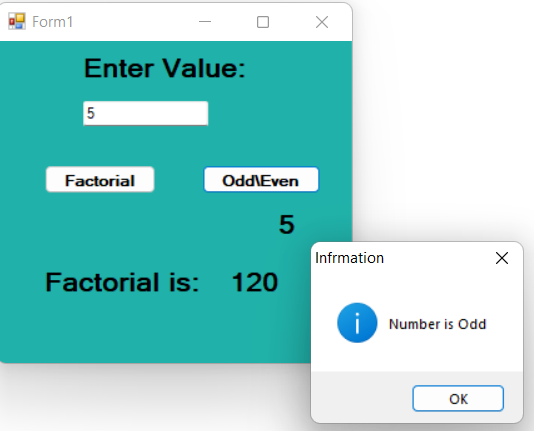 Form1
Enter Value:
5
Factorial
Odd\Even
5
Factorial is: 120
Infrmation
Number is Odd
OK